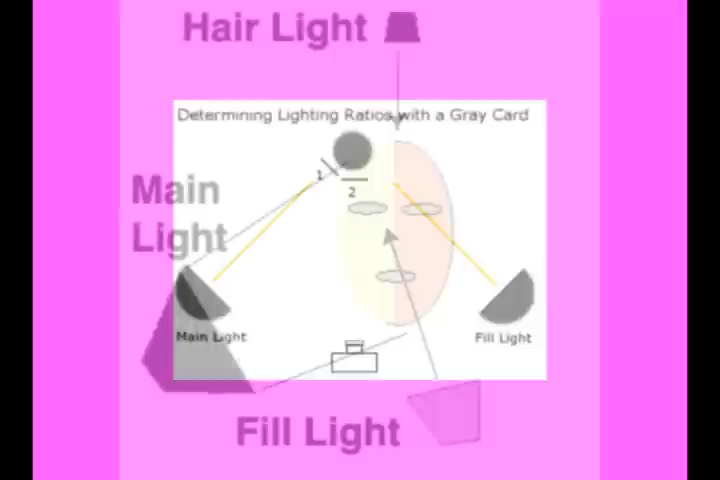 Hair Light
Determining Lighting Ratios with a Gray Card
1
2
Main
Light
Main Light
Fill Light
Fill Light